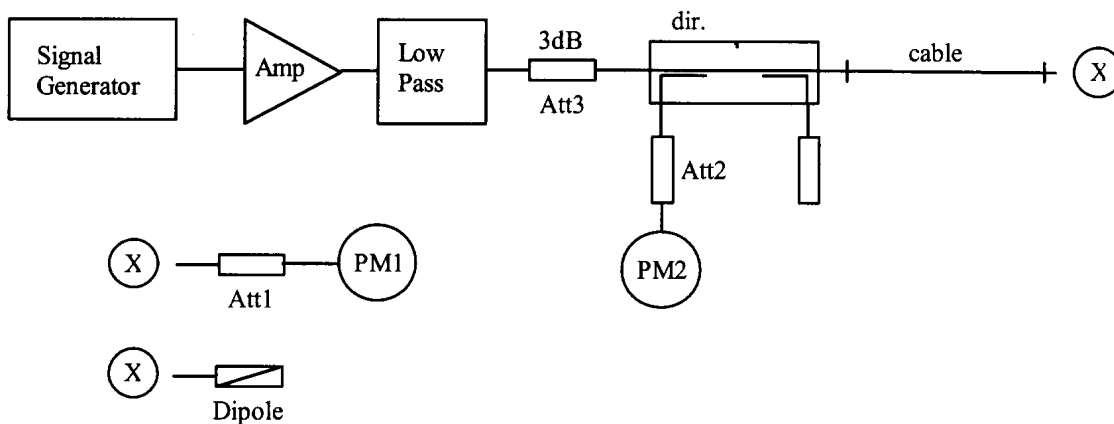 Signal
Generator
Amp
Low
Pass
3dB
Att3
dir.
cable
X
Att2
PM2
X
Att1
PM1
X
Dipole